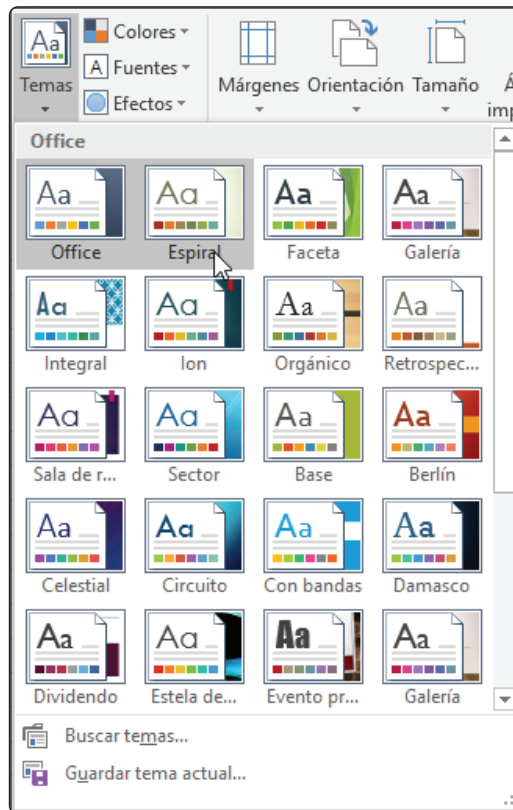 Aa Colores
A Fuentes
Temas Márgenes Orientación Tamaño Á
Efectos imp
Office
Aa Aa Aa Aa
Office Espiral Faceta Galería
Aa Aa Aa Aa
Integral Ion Orgánico Retrospec...
Aa Aa Aa Aa
Sala de r... Sector Base Berlín
Aa Aa Aa Aa
Celestial Circuito Con bandas Damasco
Aa Aa Aa Aa
Dividendo Estela de... Evento pr... Galería
Buscar temas...
Guardar tema actual...